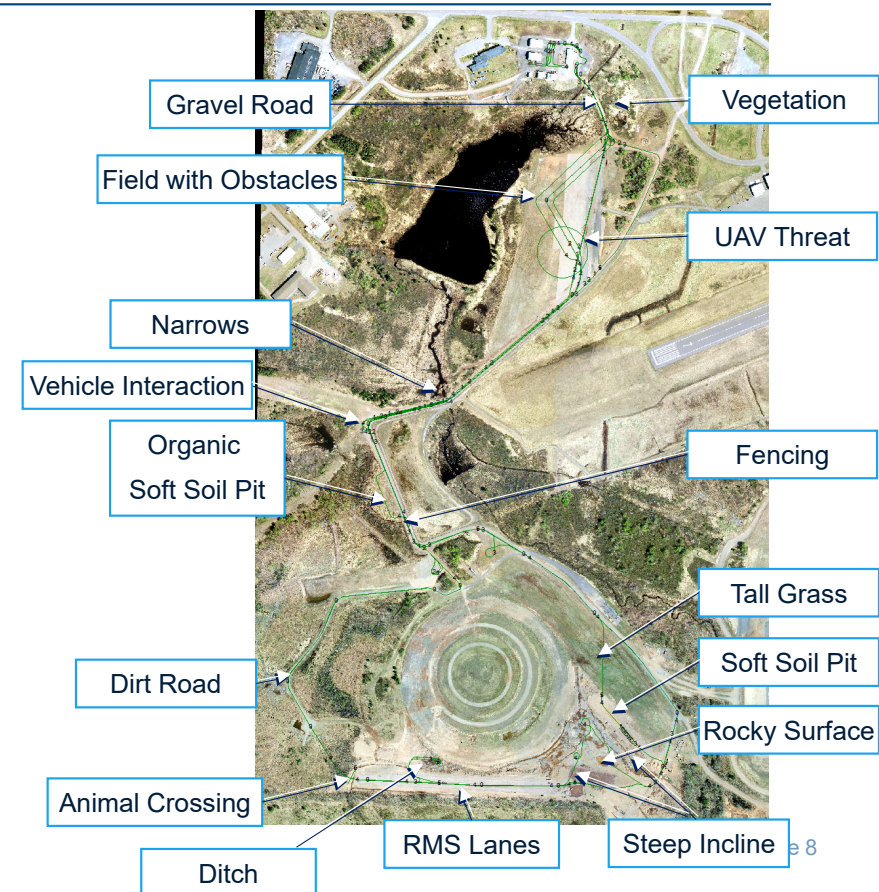 Gravel Road
Vegetation
Field with Obstacles
UAV Threat
Narrows
Vehicle Interaction
Organic
Soft Soil Pit
Fencing
Tall Grass
Soft Soil Pit
Dirt Road
Rocky Surface
Animal Crossing
RMS Lanes
Steep Incline
e 8
Ditch